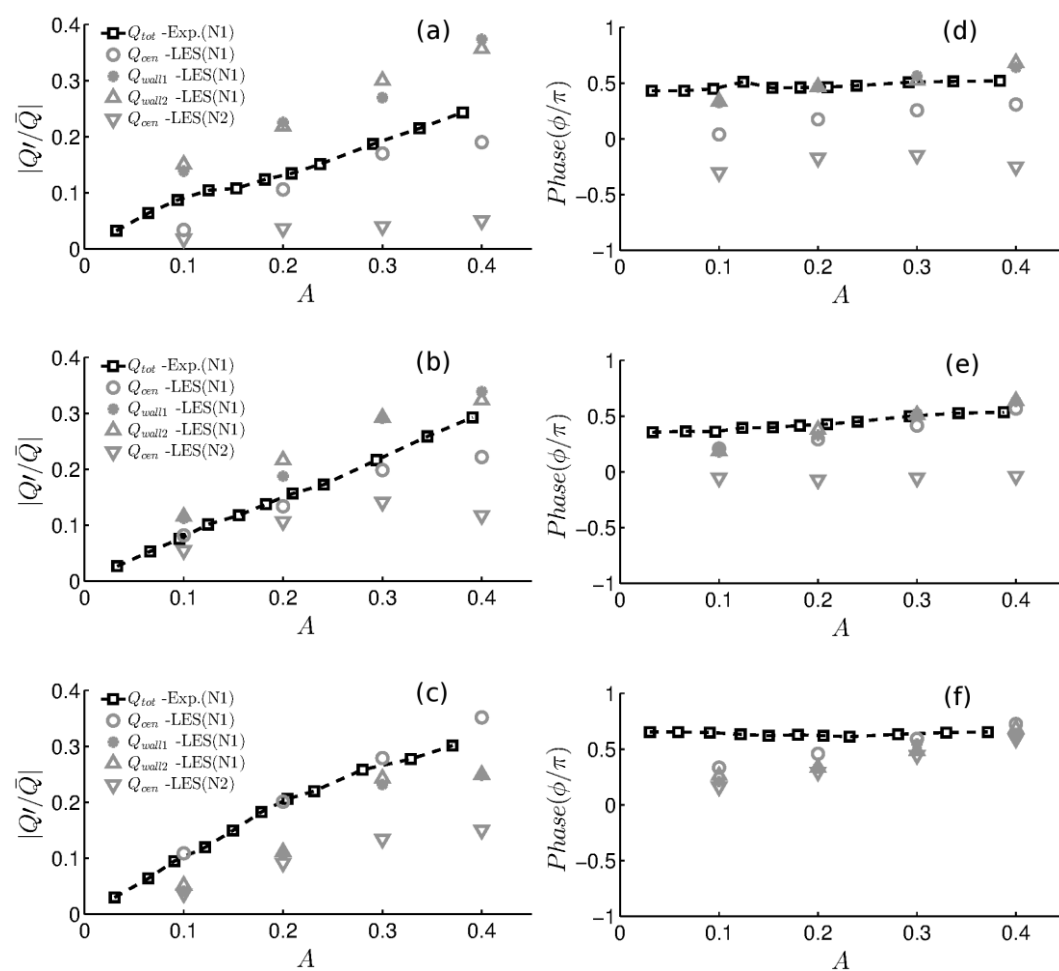 (a)
Q_tot -Exp.(N1)
Q_cen -LES(N1)
Q_wall1 -LES(N1)
Q_wall2 -LES(N1)
Q_cen -LES(N2)
|Q′/Q̄|
0.4
0.3
0.2
0.1
0
0 0.1 0.2 0.3 0.4
A
(d)
Phase(ϕ/π)
1
0.5
0
−0.5
−1
0 0.1 0.2 0.3 0.4
A
(b)
Q_tot -Exp.(N1)
Q_cen -LES(N1)
Q_wall1 -LES(N1)
Q_wall2 -LES(N1)
Q_cen -LES(N2)
|Q′/Q̄|
0.4
0.3
0.2
0.1
0
0 0.1 0.2 0.3 0.4
A
(e)
Phase(ϕ/π)
1
0.5
0
−0.5
−1
0 0.1 0.2 0.3 0.4
A
(c)
Q_tot -Exp.(N1)
Q_cen -LES(N1)
Q_wall1 -LES(N1)
Q_wall2 -LES(N1)
Q_cen -LES(N2)
|Q′/Q̄|
0.4
0.3
0.2
0.1
0
0 0.1 0.2 0.3 0.4
A
(f)
Phase(ϕ/π)
1
0.5
0
−0.5
−1
0 0.1 0.2 0.3 0.4
A